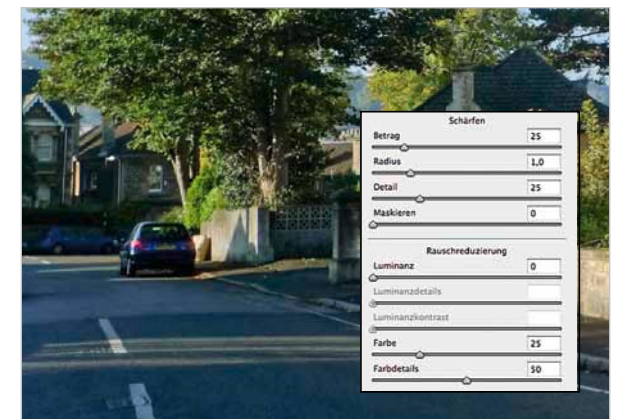 Schärfen
Betrag 25
Radius 1,0
Detail 25
Maskieren 0
Rauschreduzierung
Luminanz 0
Luminanzdetails
Luminanzkontrast
Farbe 25
Farbdetails 50